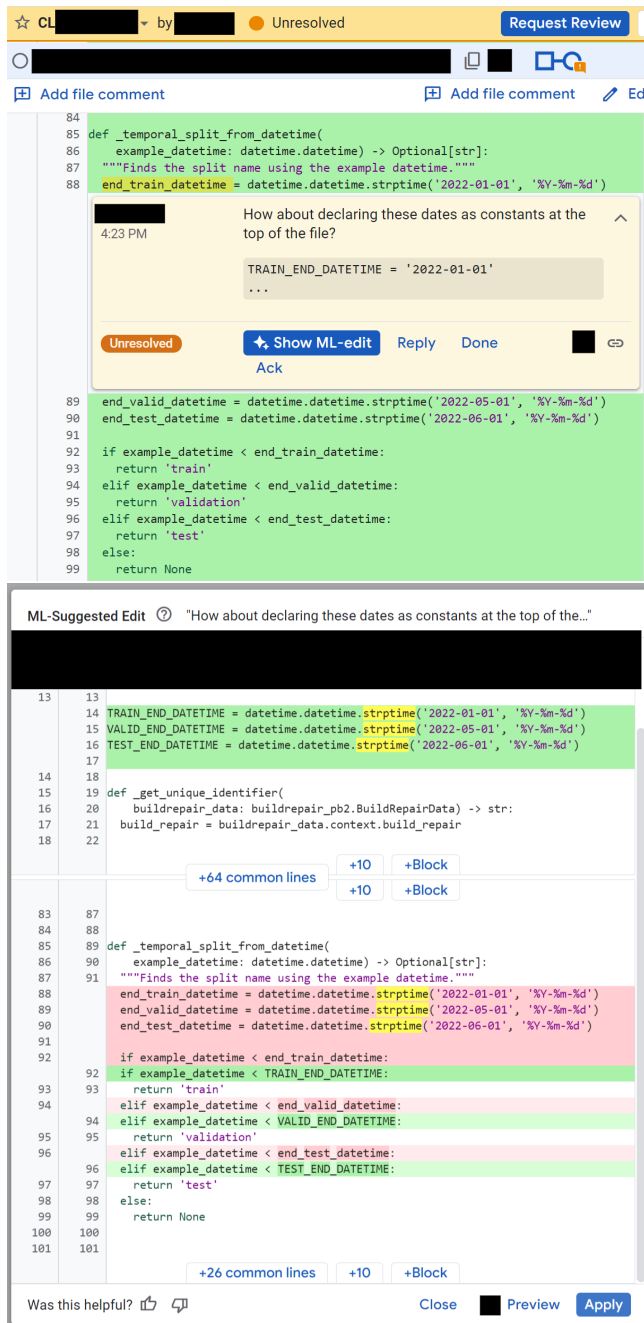 CL by Unresolved Request Review
Add file comment Add file comment Ed
84
85 def _temporal_split_from_datetime(
86 example_datetime: datetime.datetime) -> Optional[str]:
87 """Finds the split name using the example datetime."""
88 end_train_datetime = datetime.datetime.strptime('2022-01-01', '%Y-%m-%d')
How about declaring these dates as constants at the
4:23 PM top of the file?
TRAIN_END_DATETIME = '2022-01-01'
...
Unresolved Show ML-edit Reply Done
Ack
89 end_valid_datetime = datetime.datetime.strptime('2022-05-01', '%Y-%m-%d')
90 end_test_datetime = datetime.datetime.strptime('2022-06-01', '%Y-%m-%d')
91
92 if example_datetime < end_train_datetime:
93 return 'train'
94 elif example_datetime < end_valid_datetime:
95 return 'validation'
96 elif example_datetime < end_test_datetime:
97 return 'test'
98 else:
99 return None
ML-Suggested Edit "How about declaring these dates as constants at the top of the..."
13 13
14 TRAIN_END_DATETIME = datetime.datetime.strptime('2022-01-01', '%Y-%m-%d')
15 VALID_END_DATETIME = datetime.datetime.strptime('2022-05-01', '%Y-%m-%d')
16 TEST_END_DATETIME = datetime.datetime.strptime('2022-06-01', '%Y-%m-%d')
17
14 18
15 19 def _get_unique_identifier(
16 20 buildrepair_data: buildrepair_pb2.BuildRepairData) -> str:
17 21 build_repair = buildrepair_data.context.build_repair
18 22
+10 +Block
+64 common lines
+10 +Block
83 87
84 88
85 89 def _temporal_split_from_datetime(
86 90 example_datetime: datetime.datetime) -> Optional[str]:
87 91 """Finds the split name using the example datetime."""
88 end_train_datetime = datetime.datetime.strptime('2022-01-01', '%Y-%m-%d')
89 end_valid_datetime = datetime.datetime.strptime('2022-05-01', '%Y-%m-%d')
90 end_test_datetime = datetime.datetime.strptime('2022-06-01', '%Y-%m-%d')
91
92 if example_datetime < end_train_datetime:
92 if example_datetime < TRAIN_END_DATETIME:
93 93 return 'train'
94 elif example_datetime < end_valid_datetime:
94 elif example_datetime < VALID_END_DATETIME:
95 95 return 'validation'
96 elif example_datetime < end_test_datetime:
96 elif example_datetime < TEST_END_DATETIME:
97 97 return 'test'
98 98 else:
99 99 return None
100 100
101 101
+26 common lines +10 +Block
Was this helpful? Close Preview Apply